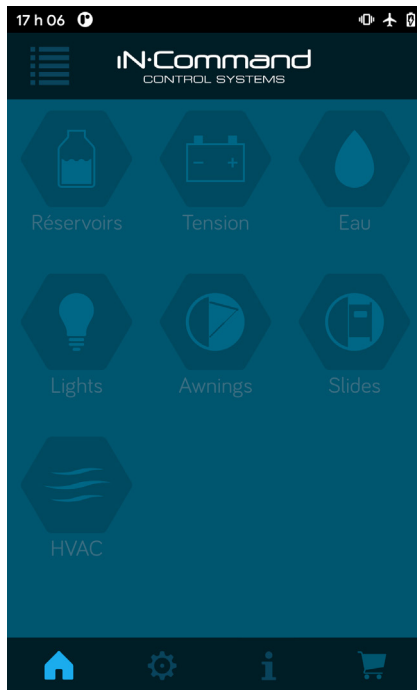 17 h 06
iN·Command
CONTROL SYSTEMS
Réservoirs Tension Eau
Lights Awnings Slides
HVAC